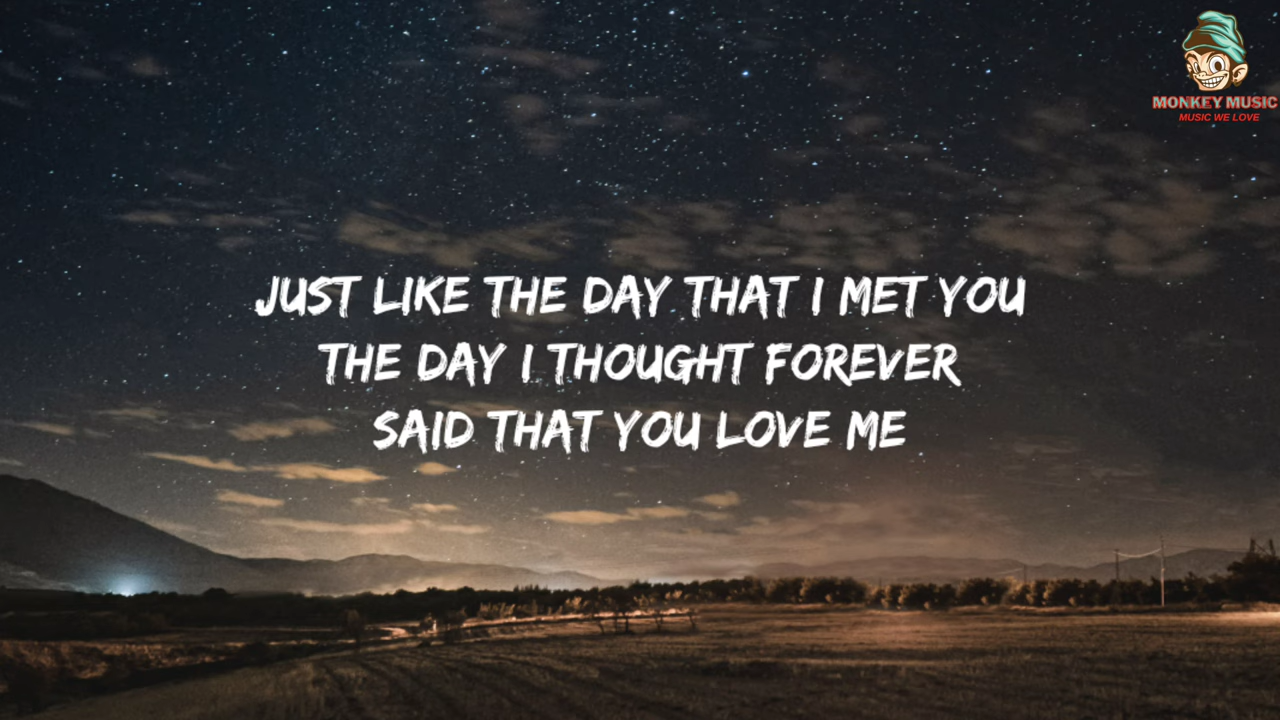 MONKEY MUSIC
MUSIC WE LOVE
JUST LIKE THE DAY THAT I MET YOU
THE DAY I THOUGHT FOREVER
SAID THAT YOU LOVE ME